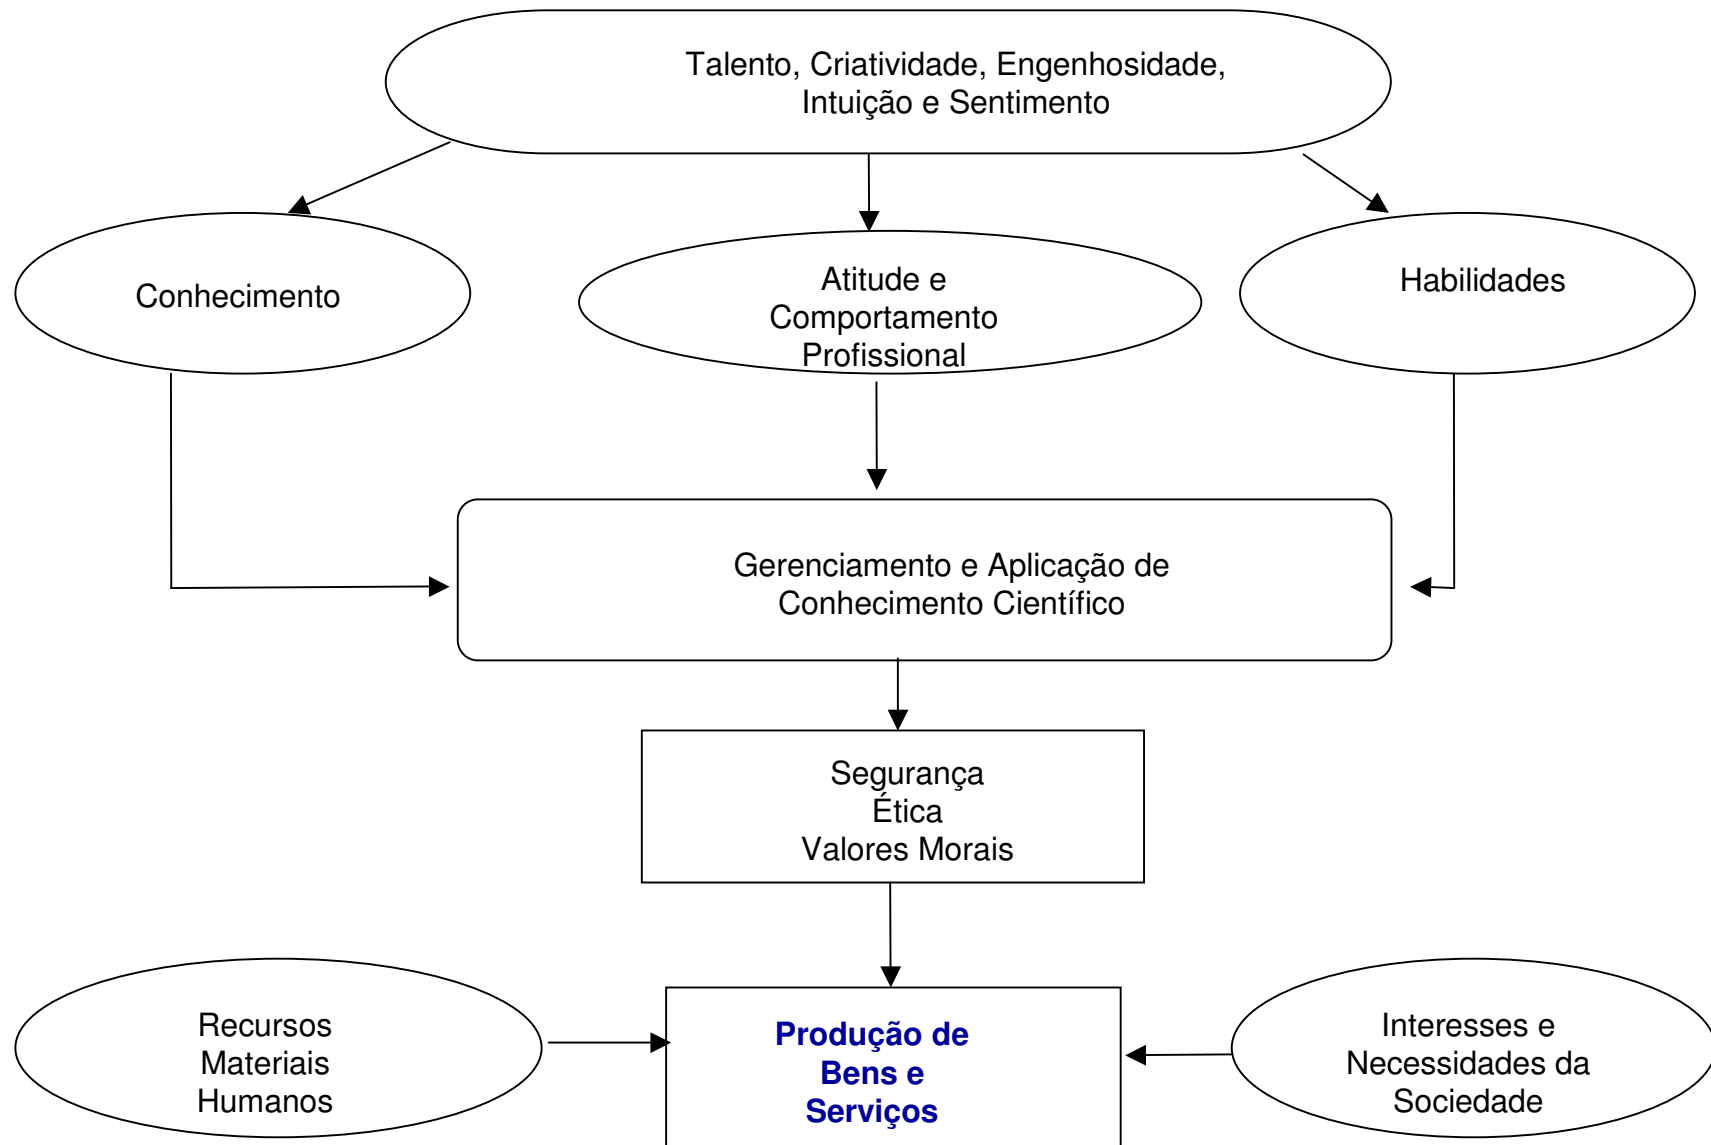 Talento, Criatividade, Engenhosidade,
Intuição e Sentimento
Conhecimento
Atitude e
Comportamento
Profissional
Habilidades
Gerenciamento e Aplicação de
Conhecimento Científico
Segurança
Ética
Valores Morais
Recursos
Materiais
Humanos
Produção de
Bens e
Serviços
Interesses e
Necessidades da
Sociedade